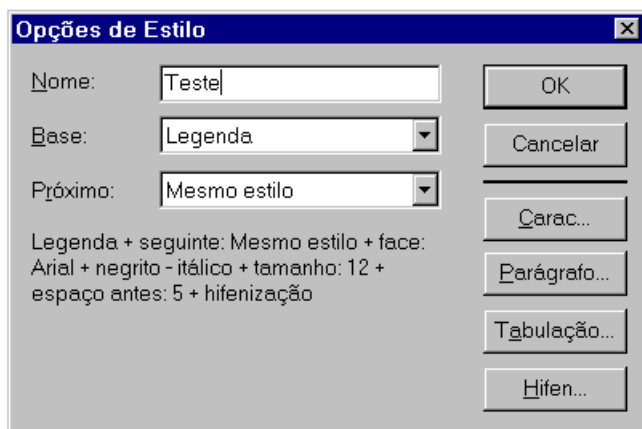 Opções de Estilo
Nome: Teste
OK
Base: Legenda
Cancelar
Próximo: Mesmo estilo
Carac...
Legenda + seguinte: Mesmo estilo + face:
Arial + negrito - itálico + tamanho: 12 +
espaço antes: 5 + hifenização
Parágrafo...
Tabulação...
Hifen...